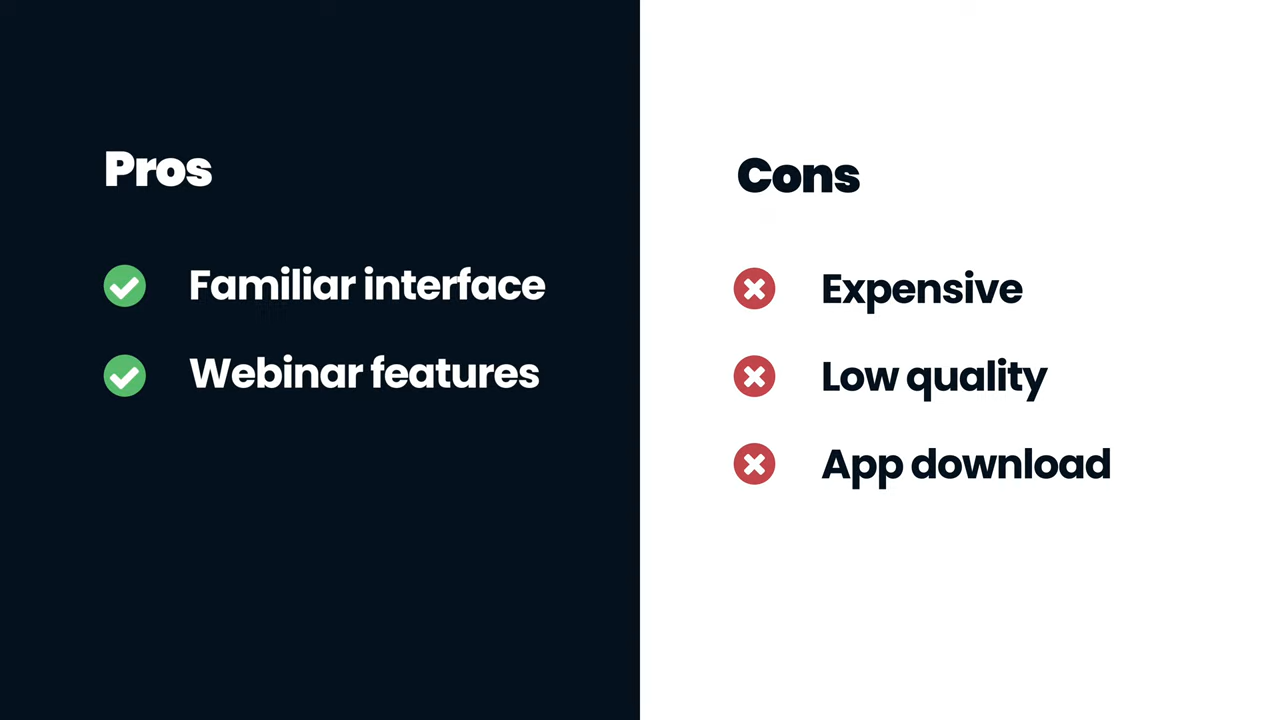 Pros
Familiar interface
Webinar features
Cons
Expensive
Low quality
App download